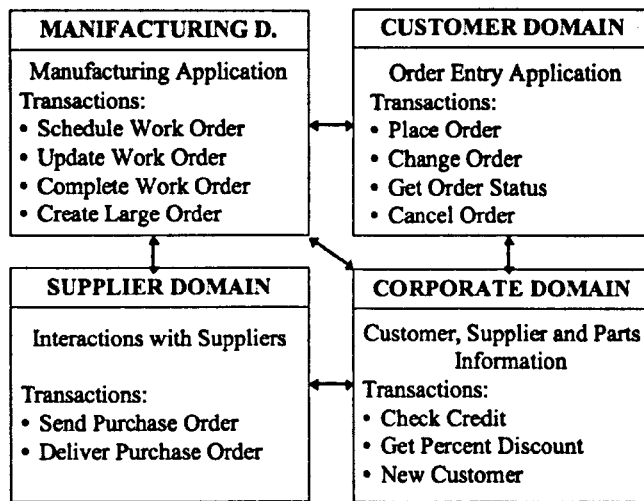 MANIFACTURING D.
Manufacturing Application
Transactions:
• Schedule Work Order
• Update Work Order
• Complete Work Order
• Create Large Order
CUSTOMER DOMAIN
Order Entry Application
Transactions:
• Place Order
• Change Order
• Get Order Status
• Cancel Order
SUPPLIER DOMAIN
Interactions with Suppliers
Transactions:
• Send Purchase Order
• Deliver Purchase Order
CORPORATE DOMAIN
Customer, Supplier and Parts
Information
Transactions:
• Check Credit
• Get Percent Discount
• New Customer